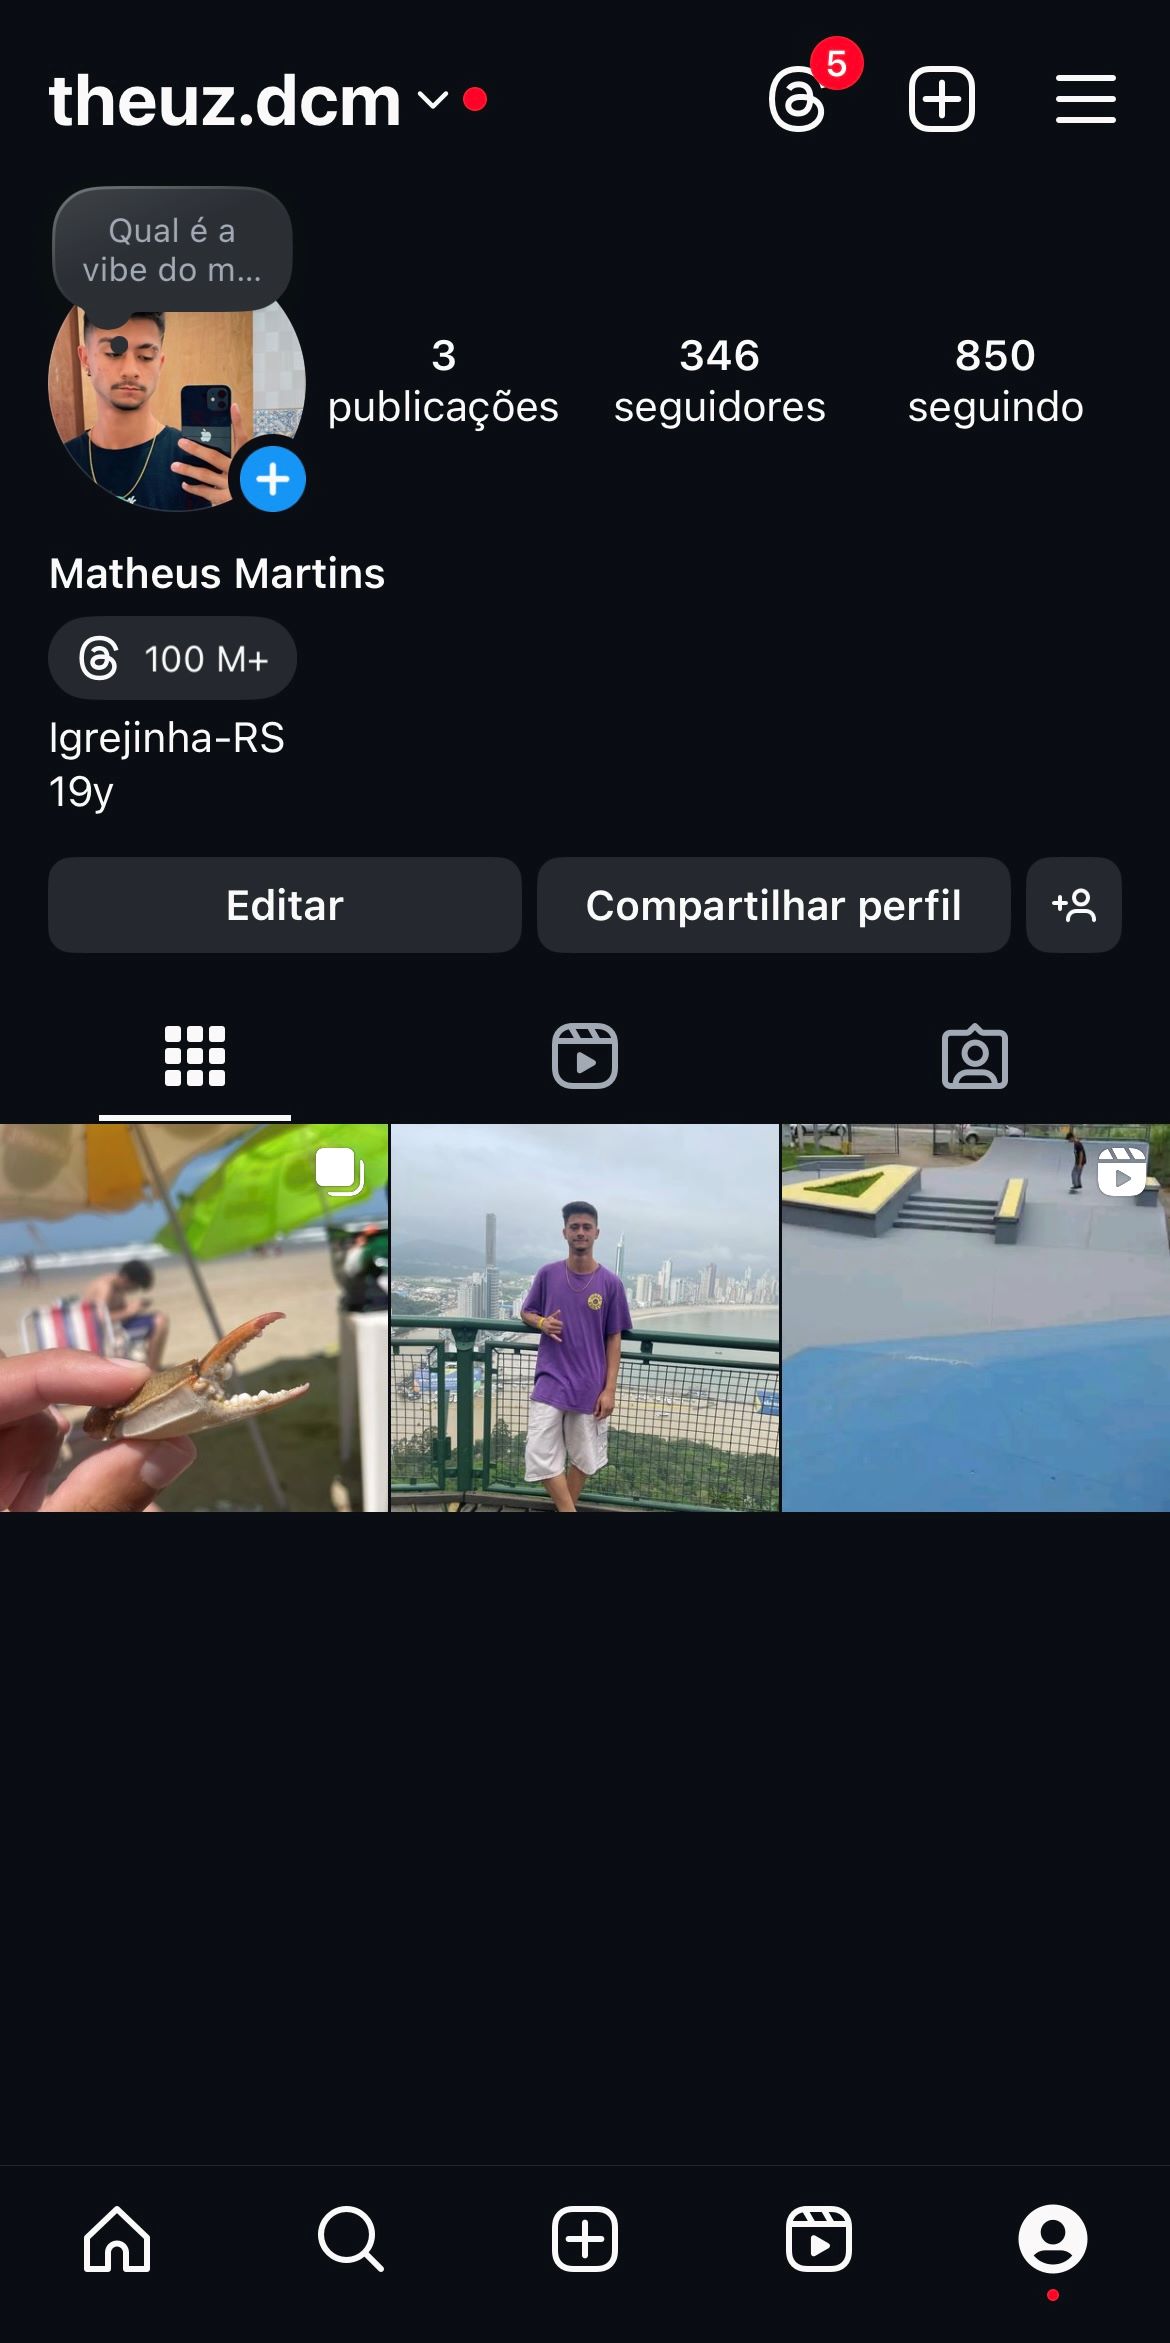 theuz.dcm
5
Qual é a
vibe do m...
3
publicações
346
seguidores
850
seguindo
Matheus Martins
100 M+
Igrejinha-RS
19y
Editar
Compartilhar perfil